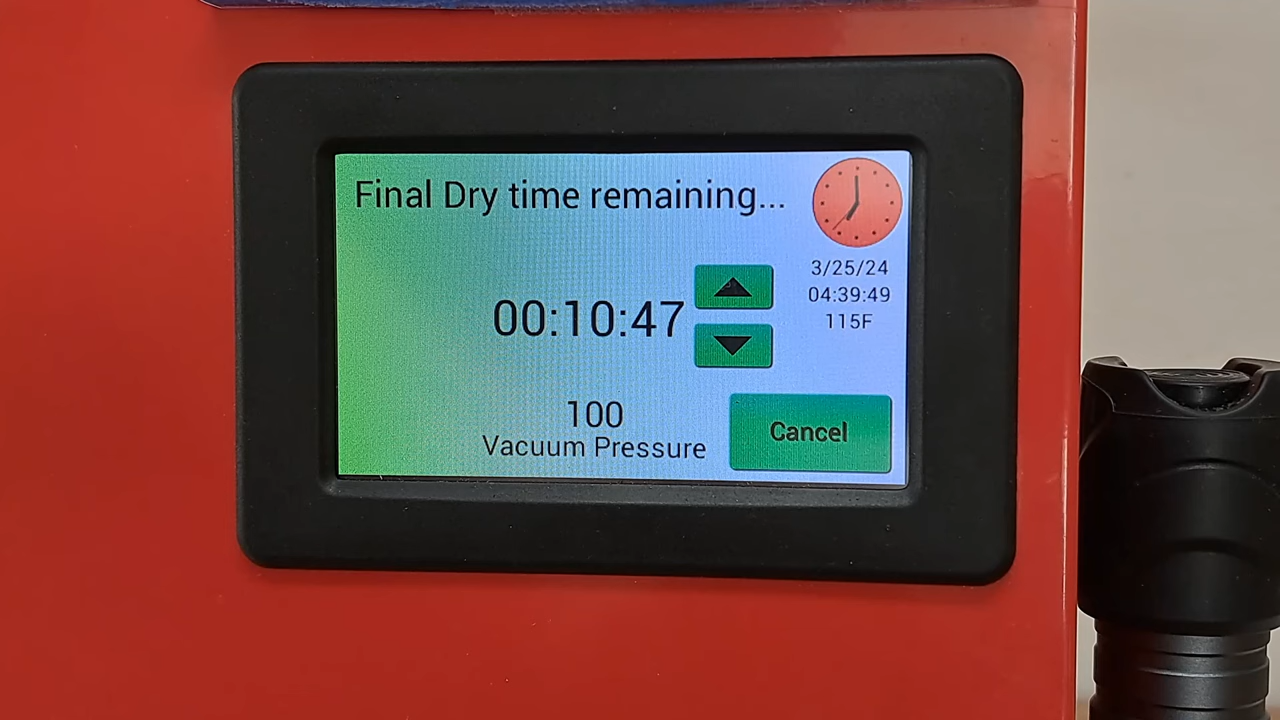 Final Dry time remaining...
3/25/24
04:39:49
115F
00:10:47
100
Vacuum Pressure
Cancel